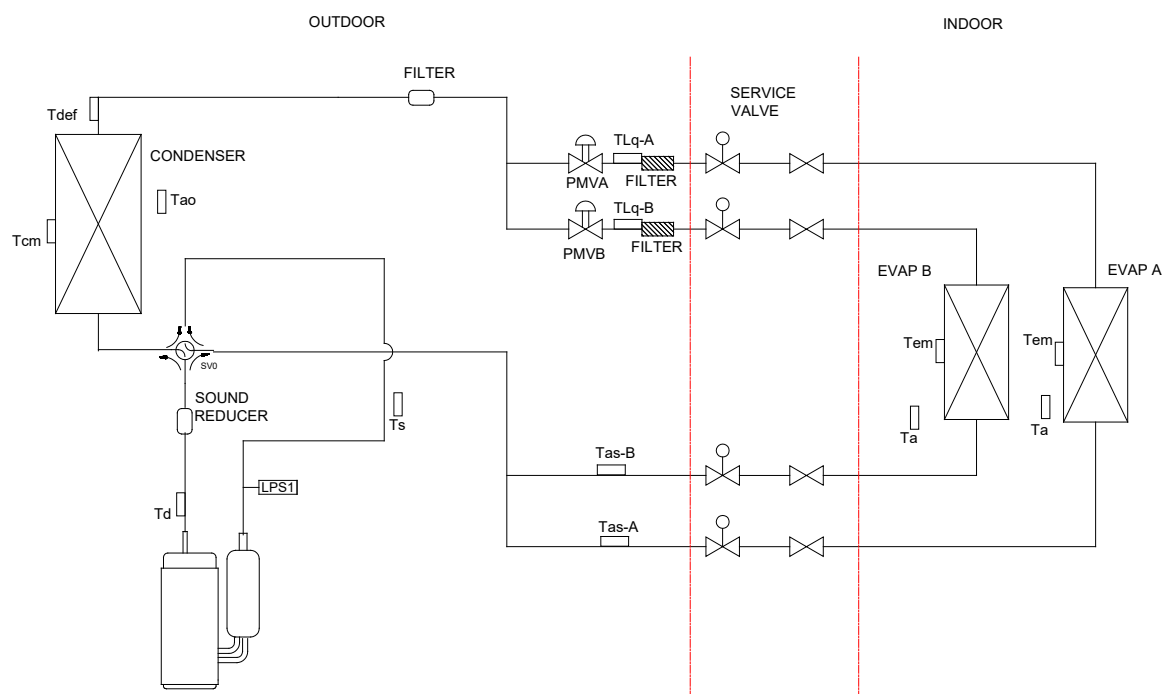 OUTDOOR
INDOOR
FILTER
SERVICE
VALVE
Tdef
CONDENSER
Tao
Tcm
TLq-A
PMVA
FILTER
TLq-B
PMVB
FILTER
EVAP B
EVAP A
Tem
Tem
Ta
Ta
SV0
SOUND
REDUCER
Ts
Tas-B
LPS1
Td
Tas-A